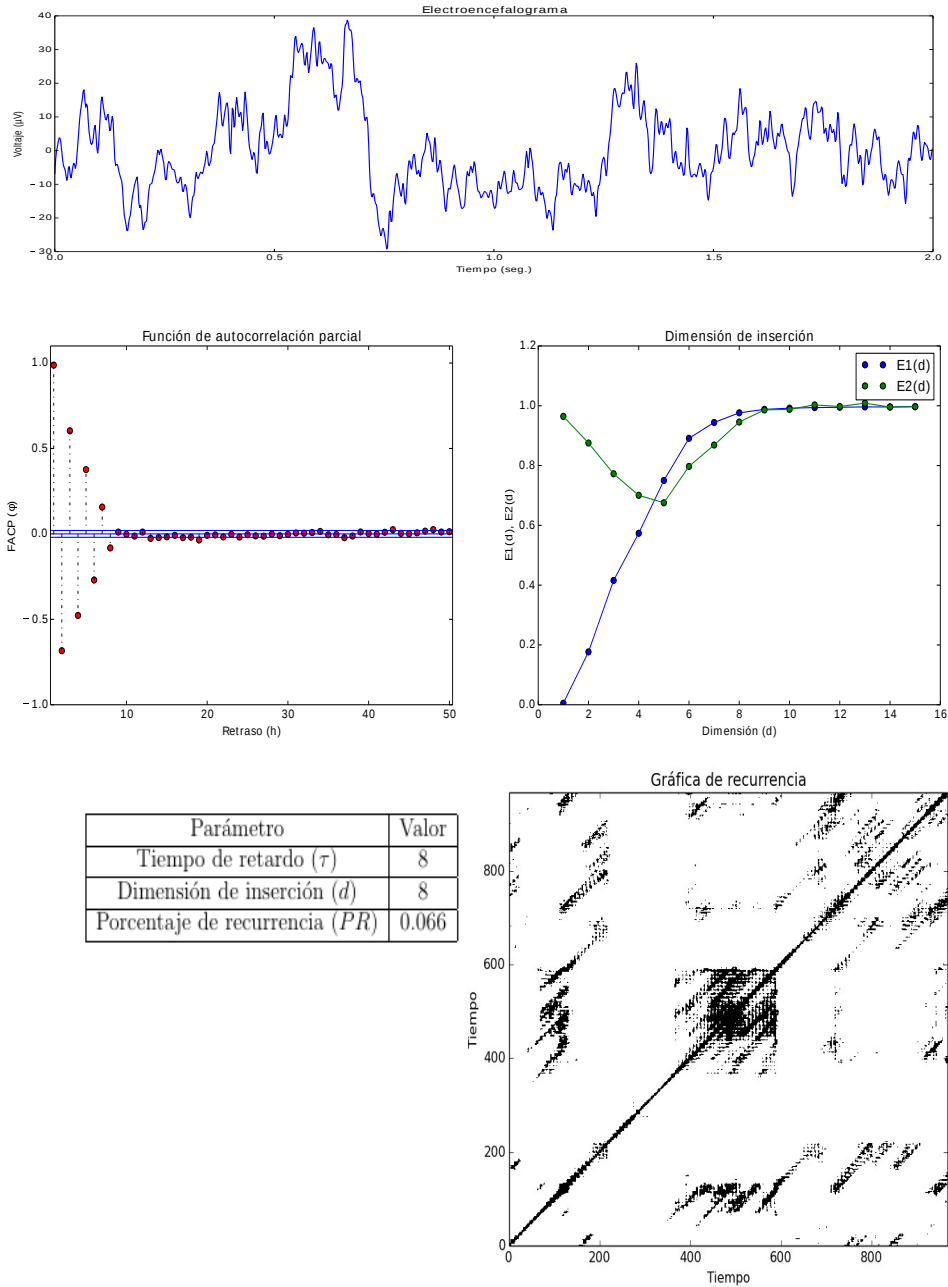 Electroencefalograma
Voltaje (µV)
40
30
20
10
0
−10
−20
−30
0.0
0.5
1.0
1.5
2.0
Tiempo (seg.)
Función de autocorrelación parcial
FACP (φ)
1.0
0.5
0.0
−0.5
−1.0
10
20
30
40
50
Retraso (h)
Dimensión de inserción
E1(d), E2(d)
1.2
1.0
0.8
0.6
0.4
0.2
0.0
0
2
4
6
8
10
12
14
16
Dimensión (d)
E1(d)
E2(d)
Parámetro Valor
Tiempo de retardo (τ) 8
Dimensión de inserción (d) 8
Porcentaje de recurrencia (PR) 0.066
Gráfica de recurrencia
Tiempo
800
600
400
200
0
0
200
400
600
800
Tiempo